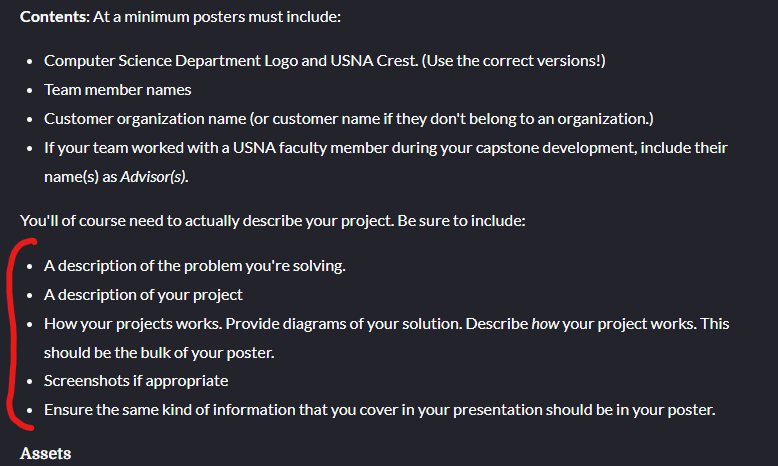 Contents: At a minimum posters must include:
• Computer Science Department Logo and USNA Crest. (Use the correct versions!)
• Team member names
• Customer organization name (or customer name if they don't belong to an organization.)
• If your team worked with a USNA faculty member during your capstone development, include their
name(s) as Advisor(s).
You'll of course need to actually describe your project. Be sure to include:
• A description of the problem you're solving.
• A description of your project
• How your projects works. Provide diagrams of your solution. Describe how your project works. This
should be the bulk of your poster.
• Screenshots if appropriate
• Ensure the same kind of information that you cover in your presentation should be in your poster.
Assets